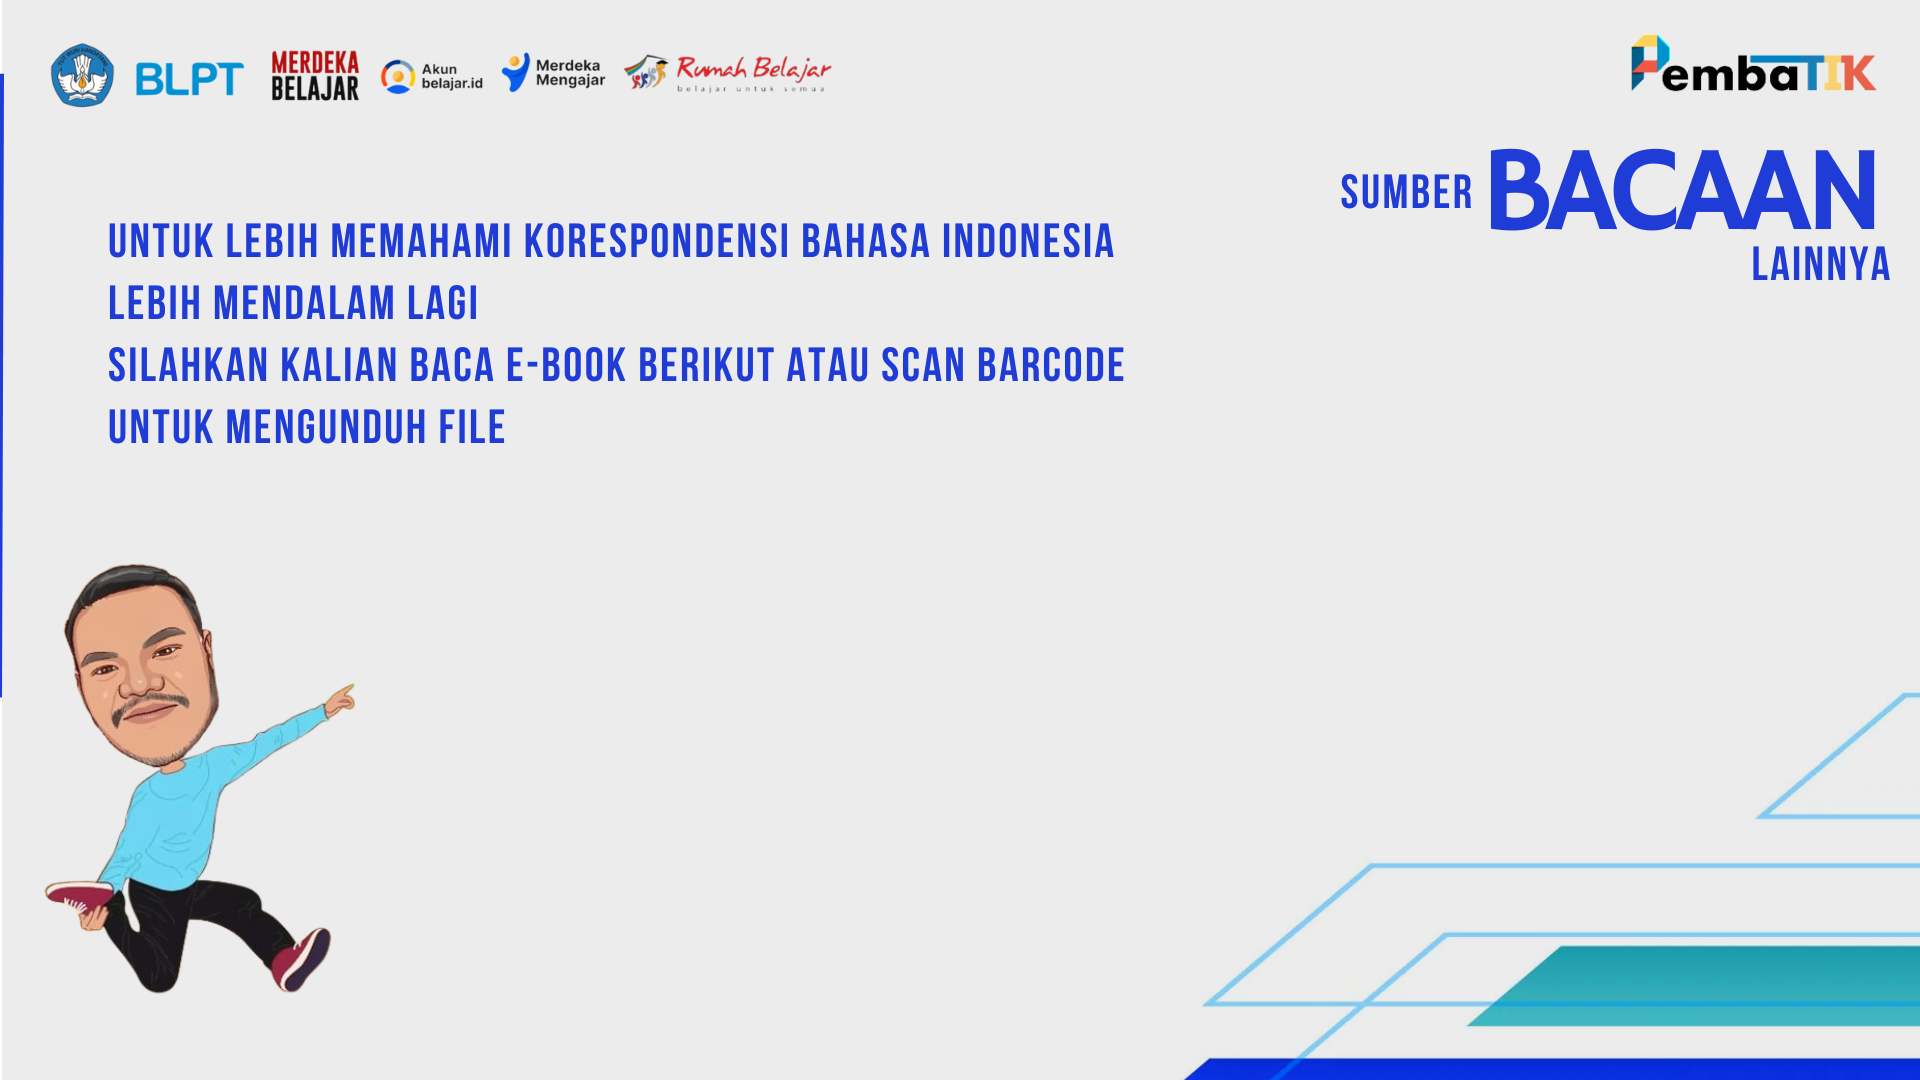 BLPT
MERDEKA
BELAJAR
Akun
belajar.id
Merdeka
Mengajar
Rumah Belajar
belajar untuk semua
PembaTIK
SUMBER BACAAN
LAINNYA
UNTUK LEBIH MEMAHAMI KORESPONDENSI BAHASA INDONESIA
LEBIH MENDALAM LAGI
SILAHKAN KALIAN BACA E-BOOK BERIKUT ATAU SCAN BARCODE
UNTUK MENGUNDUH FILE